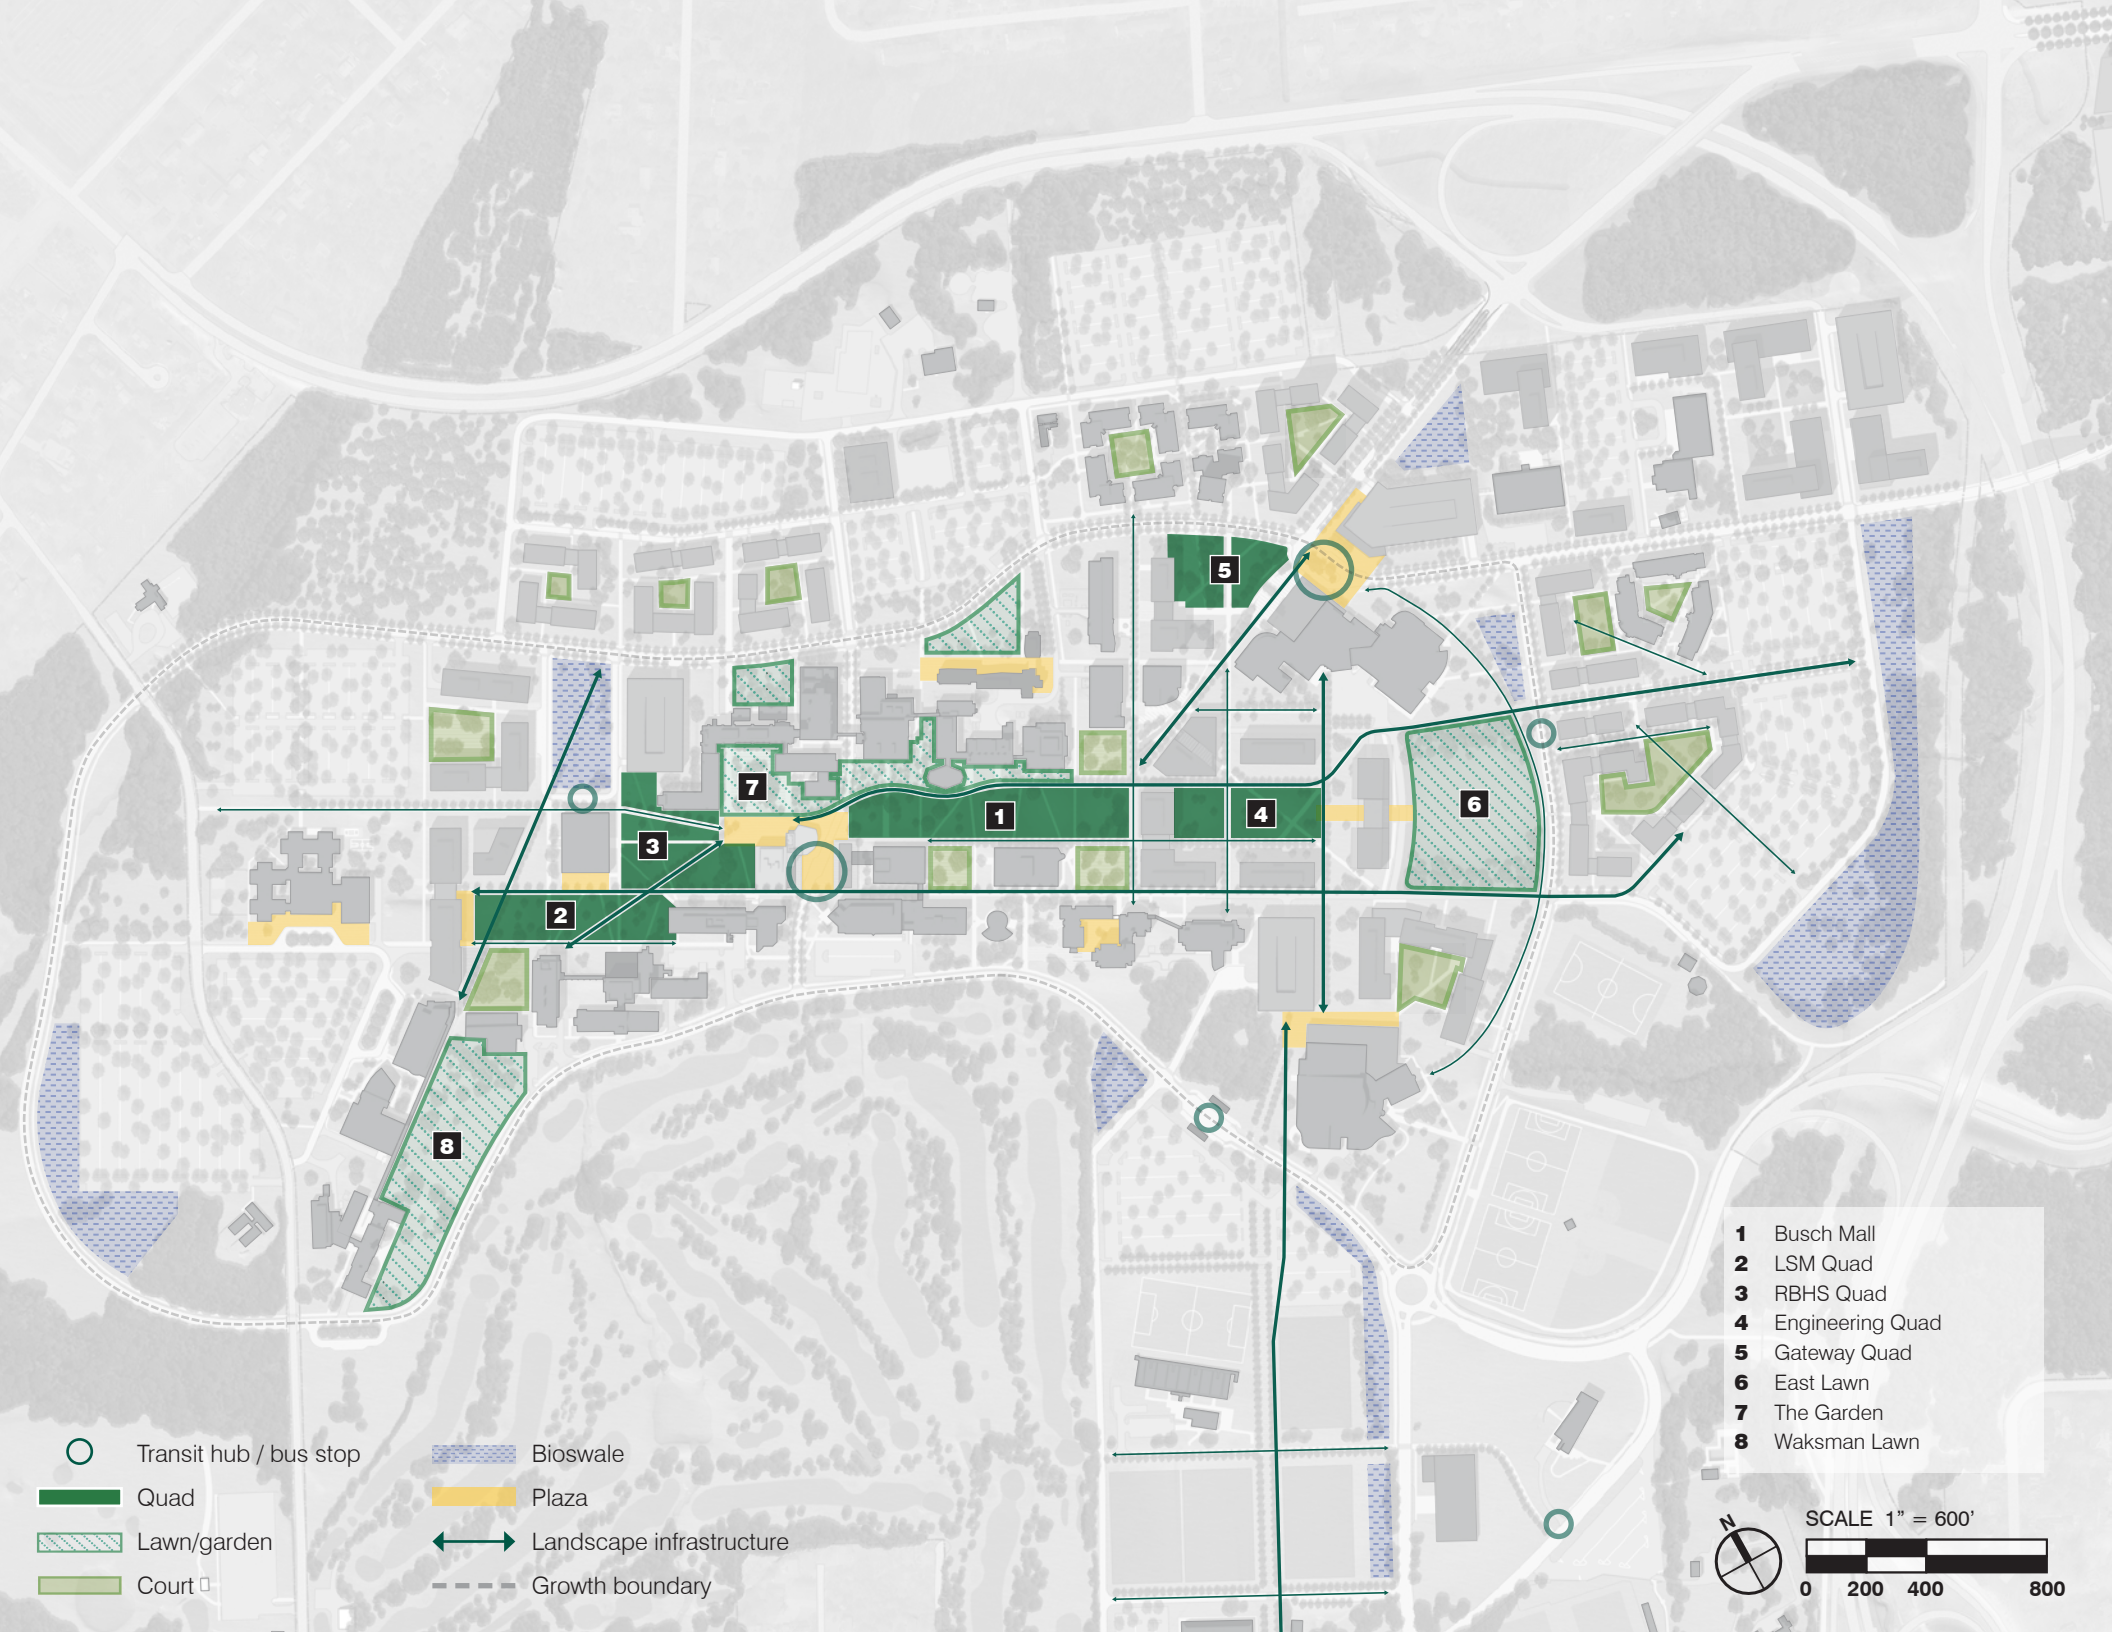 5
7
1
4
6
3
2
8
1 Busch Mall
2 LSM Quad
3 RBHS Quad
4 Engineering Quad
5 Gateway Quad
6 East Lawn
7 The Garden
8 Waksman Lawn
Transit hub / bus stop
Quad
Lawn/garden
Court
Bioswale
Plaza
Landscape infrastructure
Growth boundary
N
SCALE 1” = 600’
0 200 400 800